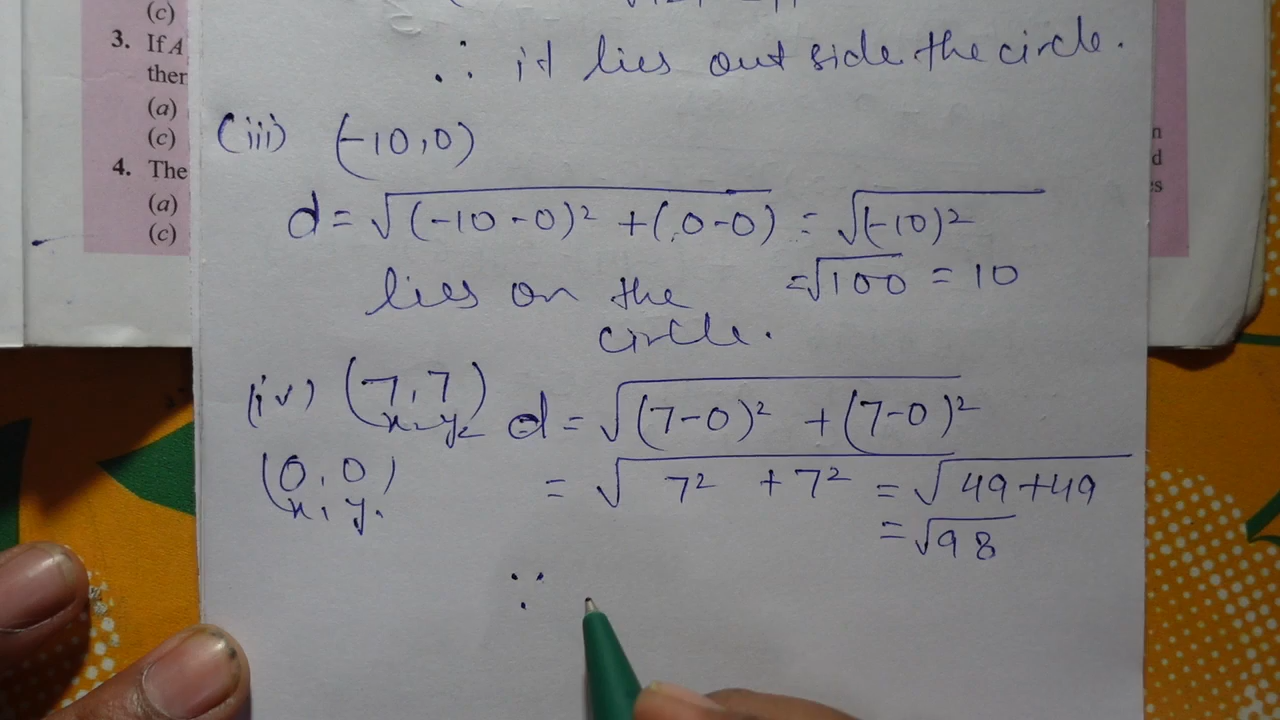 (c)
3. If A
then
(a)
(c)
4. The
(a)
(c)
∴ it lies out side the circle.
(iii) (-10,0)
d = √(-10-0)² + (0-0) = √(-10)²
= √100 = 10
lies on the
circle.
(iv) (7,7)
x₂ y₂
d = √(7-0)² + (7-0)²
(0,0)
x₁ y₁
= √7² + 7² = √49+49
= √98
∵
n
d
es